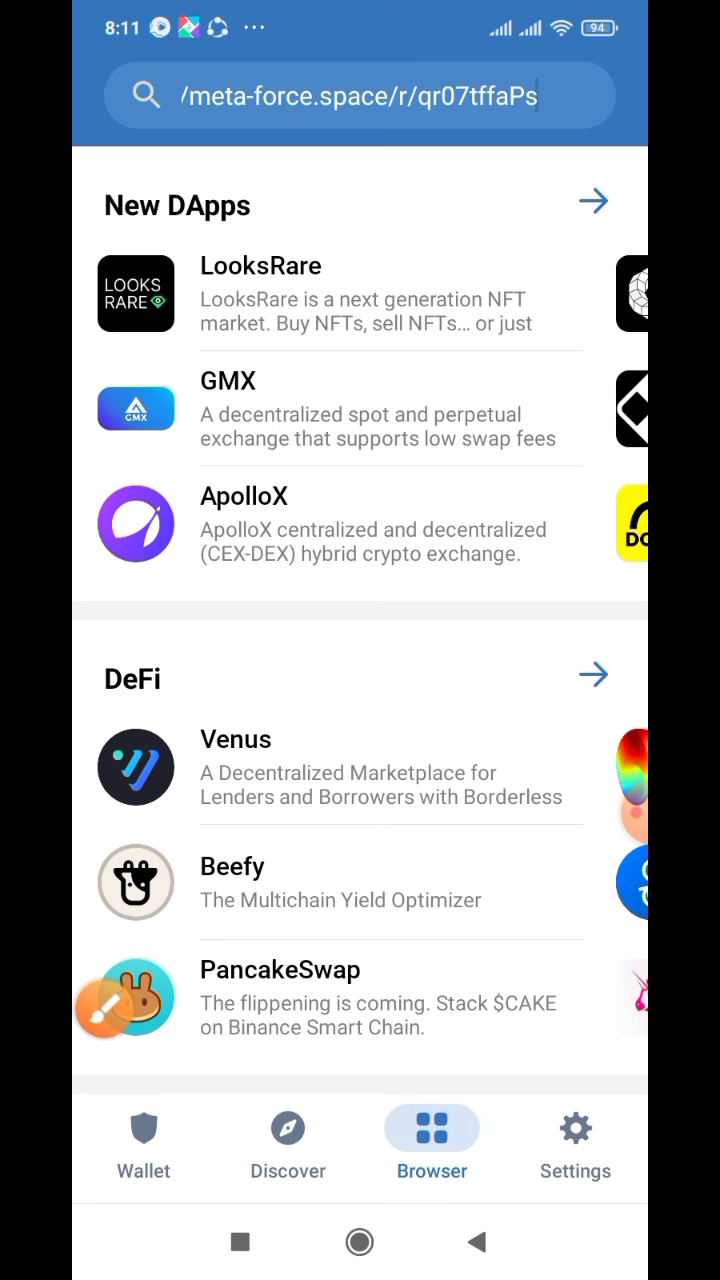 8:11
94
/meta-force.space/r/qr07tffaPs
New DApps
LOOKS
RARE
LooksRare
LooksRare is a next generation NFT
market. Buy NFTs, sell NFTs... or just
GMX
GMX
A decentralized spot and perpetual
exchange that supports low swap fees
ApolloX
ApolloX centralized and decentralized
(CEX-DEX) hybrid crypto exchange.
DeFi
Venus
A Decentralized Marketplace for
Lenders and Borrowers with Borderless
Beefy
The Multichain Yield Optimizer
PancakeSwap
The flippening is coming. Stack $CAKE
on Binance Smart Chain.
Wallet
Discover
Browser
Settings